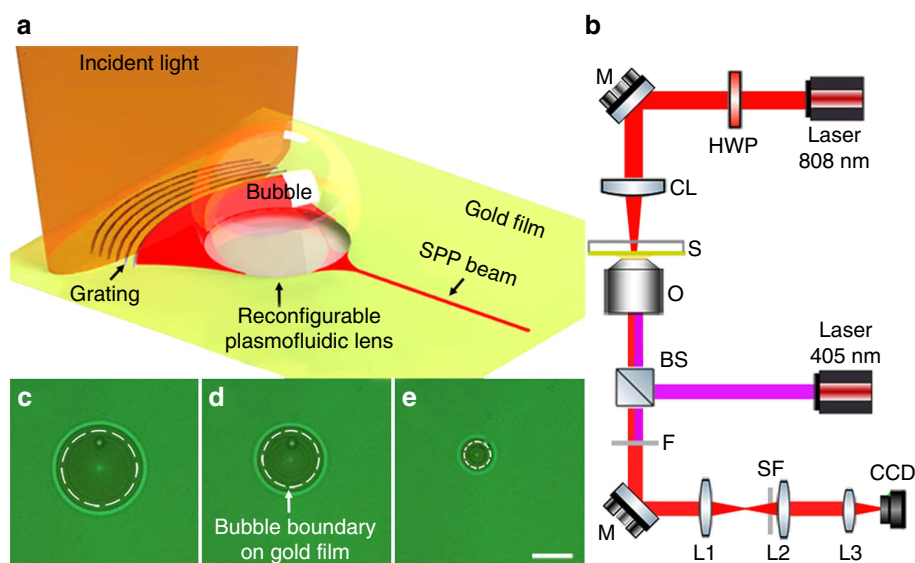 a
Incident light
Bubble
Gold film
SPP beam
Grating
Reconfigurable
plasmofluidic lens
b
M
HWP
Laser
808 nm
CL
S
O
BS
Laser
405 nm
F
M
L1
SF
L2
L3
CCD
c
d
Bubble boundary
on gold film
e